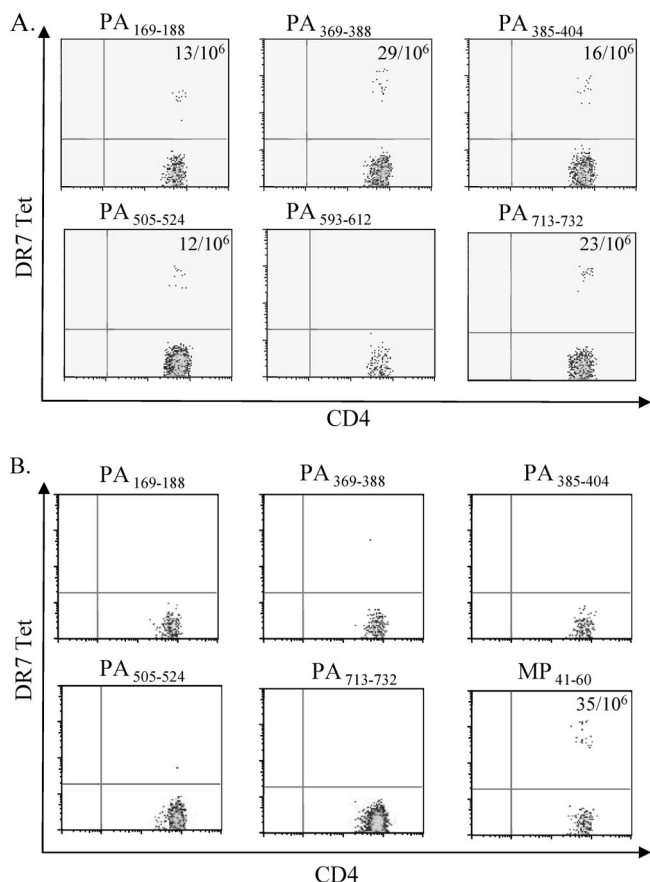 A.
PA 169-188
PA 369-388
PA 385-404
13/10⁶
29/10⁶
16/10⁶
PA 505-524
PA 593-612
PA 713-732
12/10⁶
23/10⁶
DR7 Tet
CD4
B.
PA 169-188
PA 369-388
PA 385-404
PA 505-524
PA 713-732
MP 41-60
35/10⁶
DR7 Tet
CD4